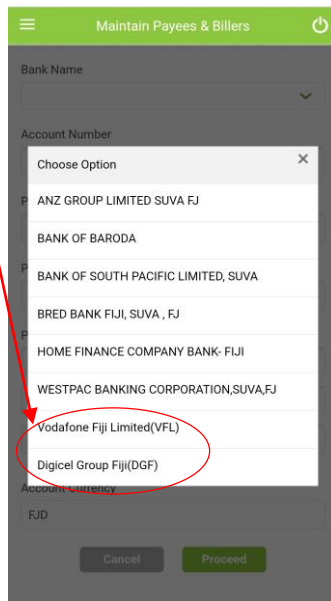 Maintain Payees & Billers
Bank Name
Account Number
Choose Option
ANZ GROUP LIMITED SUVA FJ
BANK OF BARODA
BANK OF SOUTH PACIFIC LIMITED, SUVA
BRED BANK FIJI, SUVA , FJ
HOME FINANCE COMPANY BANK- FIJI
WESTPAC BANKING CORPORATION,SUVA,FJ
Vodafone Fiji Limited(VFL)
Digicel Group Fiji(DGF)
Account Currency
FJD
Cancel Proceed